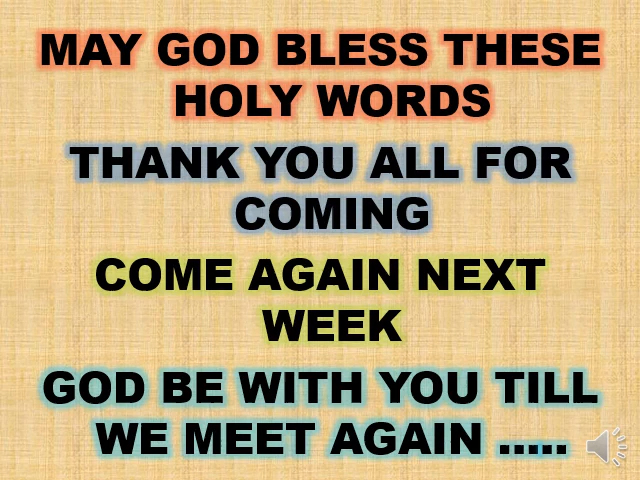 MAY GOD BLESS THESE
HOLY WORDS
THANK YOU ALL FOR
COMING
COME AGAIN NEXT
WEEK
GOD BE WITH YOU TILL
WE MEET AGAIN .....